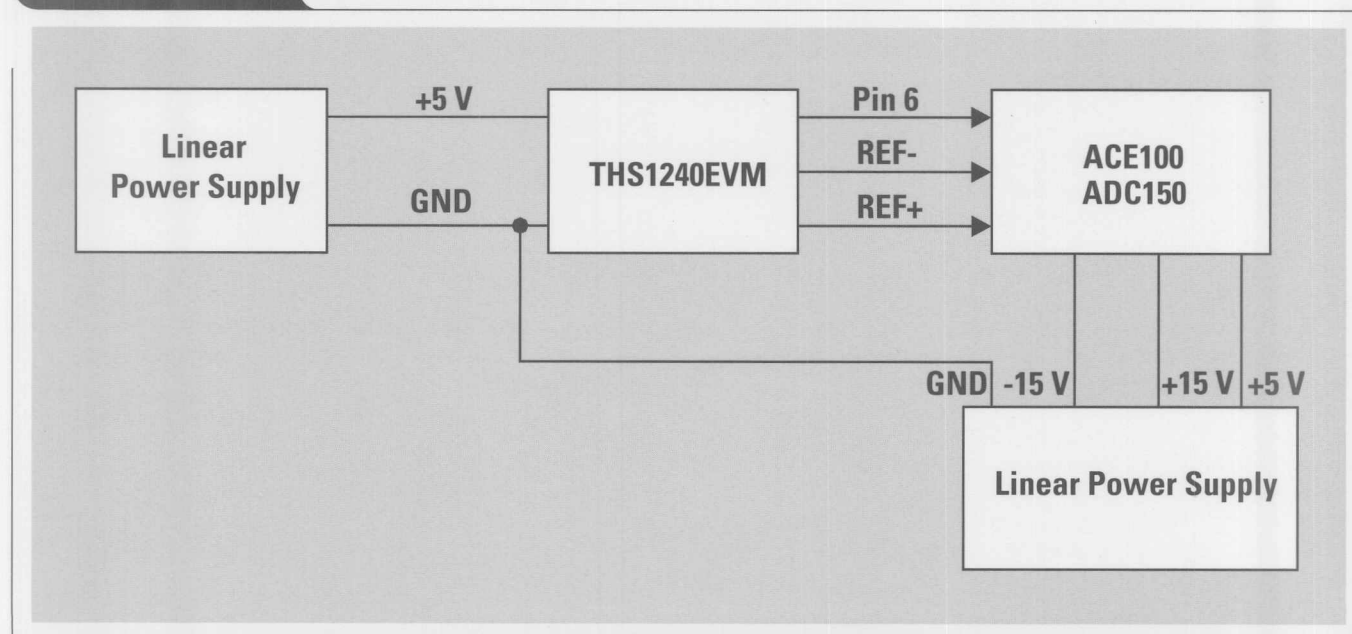 Linear
Power Supply
+5 V
GND
THS1240EVM
Pin 6
REF-
REF+
ACE100
ADC150
GND -15 V +15 V +5 V
Linear Power Supply